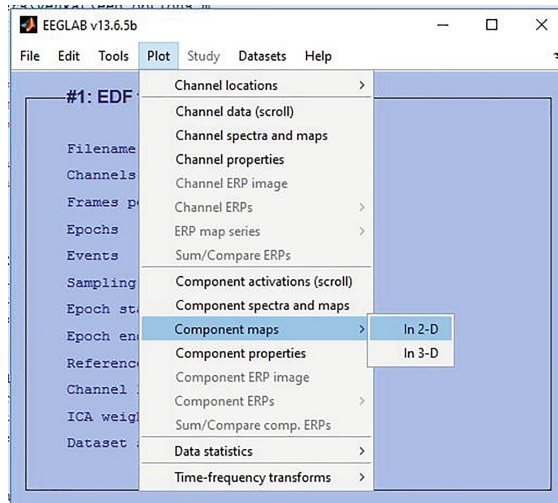 EEGLAB v13.6.5b
File Edit Tools Plot Study Datasets Help
#1: EDF
Filename
Channels
Frames p
Epochs
Events
Sampling
Epoch sta
Epoch en
Reference
Channel
ICA weig
Dataset
Channel locations >
Channel data (scroll)
Channel spectra and maps
Channel properties
Channel ERP image
Channel ERPs >
ERP map series >
Sum/Compare ERPs
Component activations (scroll)
Component spectra and maps
Component maps > In 2-D
Component properties In 3-D
Component ERP image
Component ERPs >
Sum/Compare comp. ERPs
Data statistics >
Time-frequency transforms >